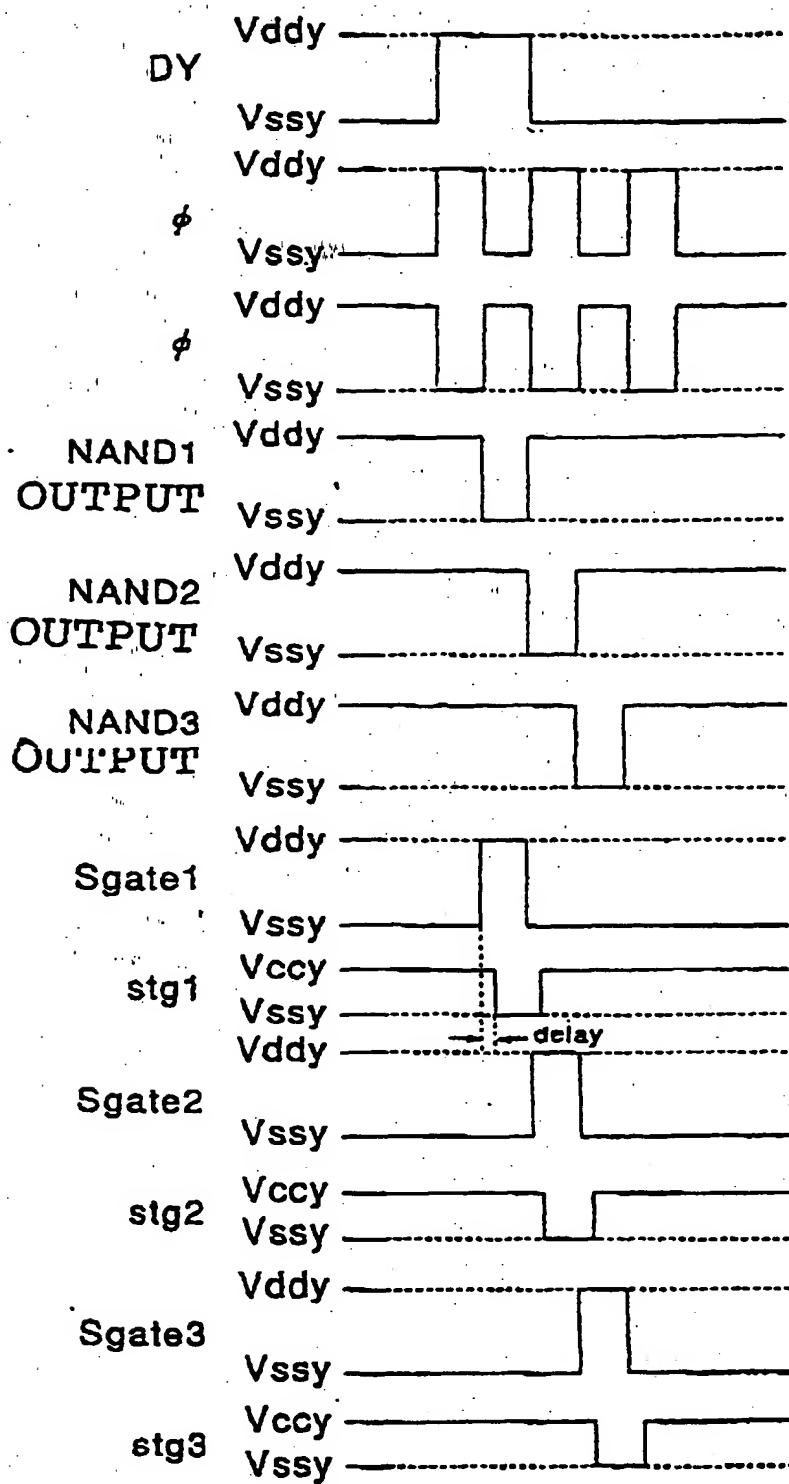 Vddy
DY
Vssy
Vddy
φ
Vssy
Vddy
φ
Vssy
NAND1 Vddy
OUTPUT
Vssy
Vddy
NAND2
OUTPUT
Vssy
NAND3 Vddy
OUTPUT
Vssy
Vddy
Sgate1
Vssy
stg1 Vccy
Vssy
Vddy delay
Sgate2
Vssy
stg2 Vccy
Vssy
Vddy
Sgate3
Vssy
Vccy
stg3
Vssy